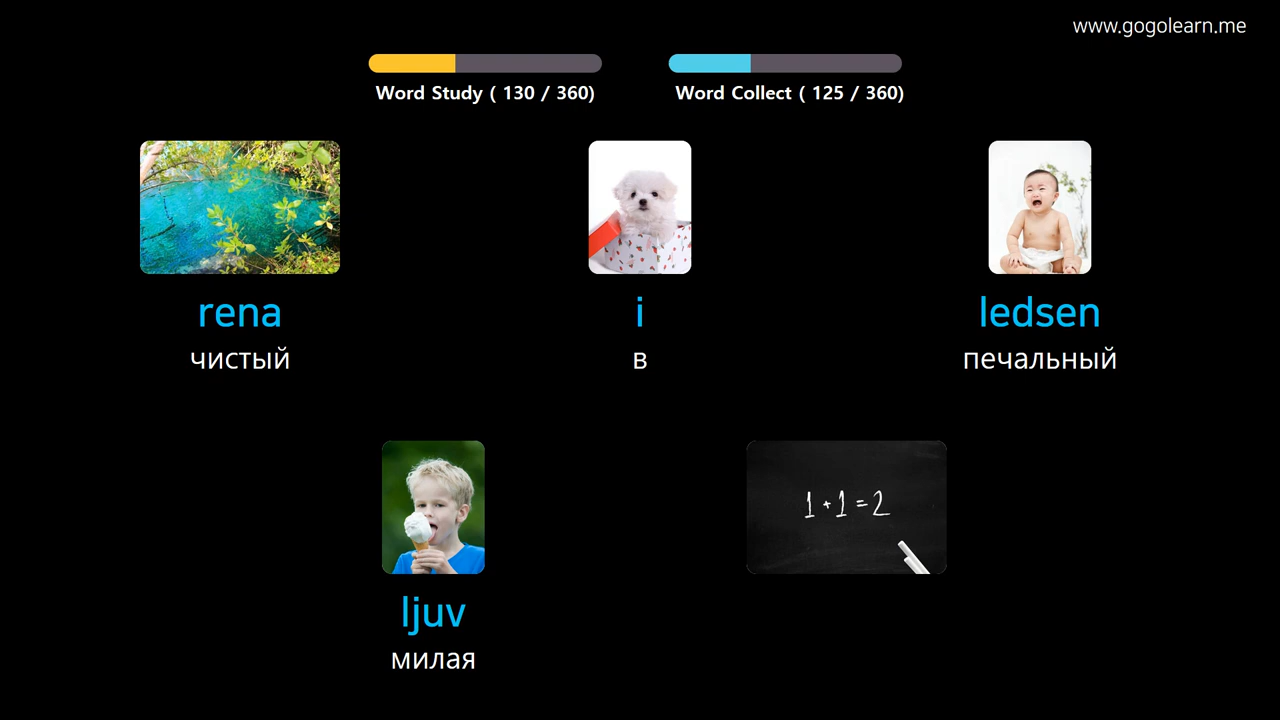 www.gogolearn.me
Word Study ( 130 / 360)
Word Collect ( 125 / 360)
rena
чистый
i
в
ledsen
печальный
1+1=2
ljuv
милая